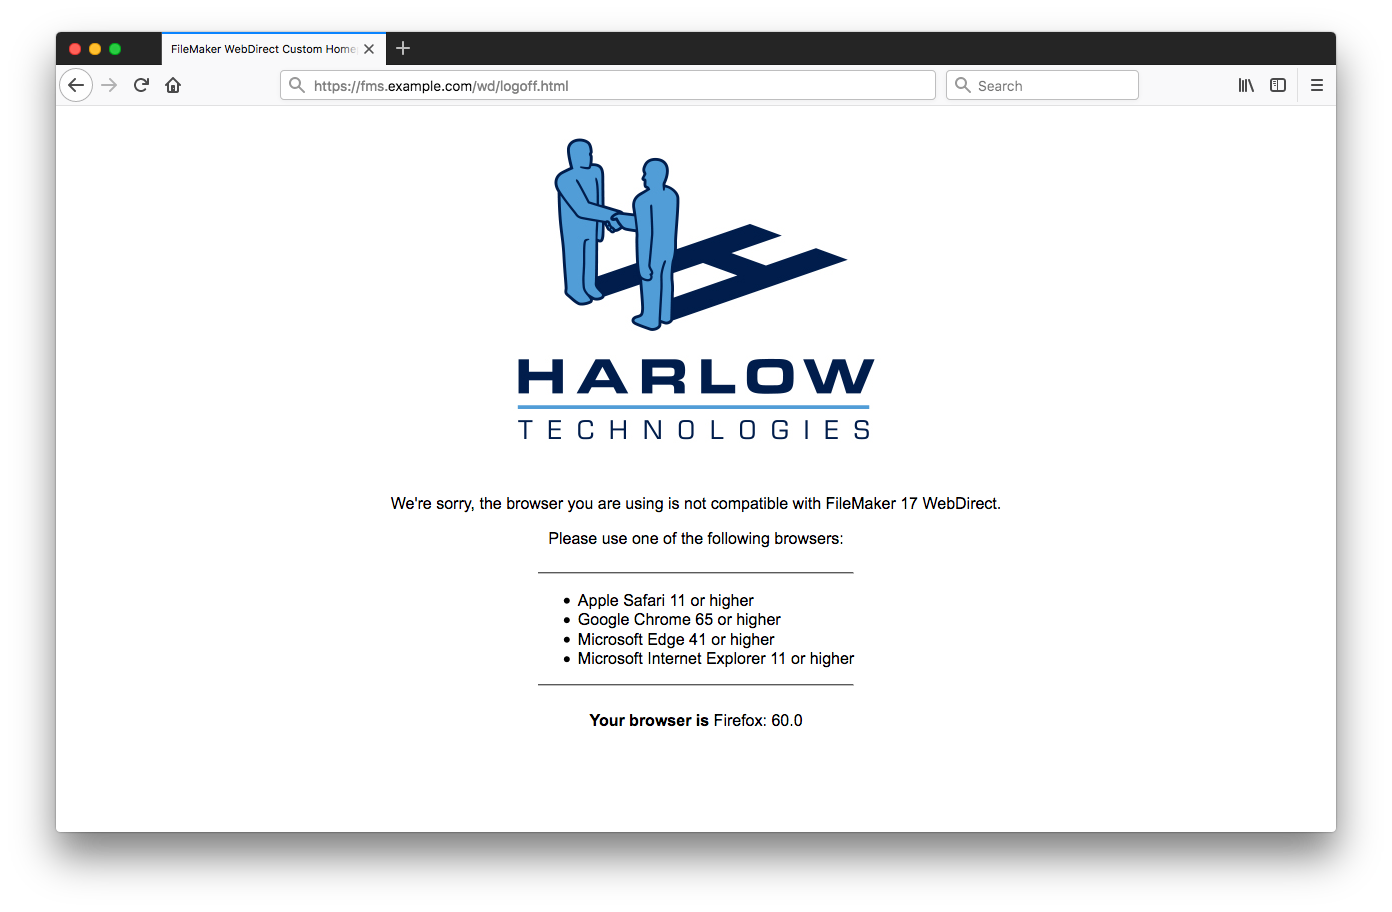 FileMaker WebDirect Custom Home
https://fms.example.com/wd/logoff.html
Search
HARLOW
TECHNOLOGIES
We're sorry, the browser you are using is not compatible with FileMaker 17 WebDirect.
Please use one of the following browsers:
• Apple Safari 11 or higher
• Google Chrome 65 or higher
• Microsoft Edge 41 or higher
• Microsoft Internet Explorer 11 or higher
Your browser is Firefox: 60.0